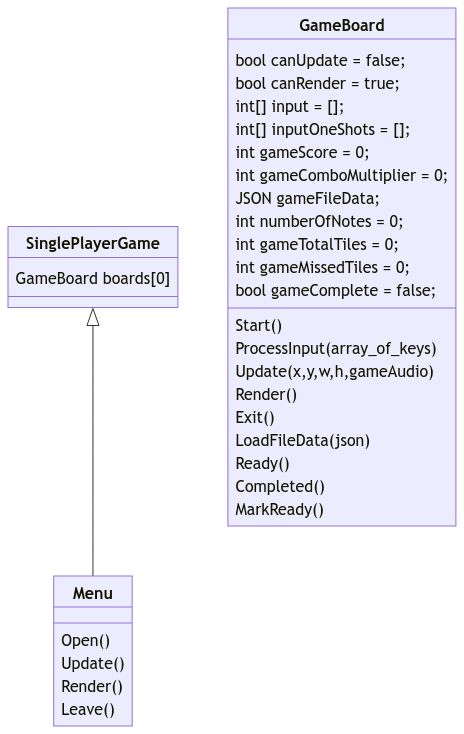 GameBoard
bool canUpdate = false;
bool canRender = true;
int[] input = [];
int[] inputOneShots = [];
int gameScore = 0;
int gameComboMultiplier = 0;
JSON gameFileData;
int numberOfNotes = 0;
int gameTotalTiles = 0;
int gameMissedTiles = 0;
bool gameComplete = false;
Start()
ProcessInput(array_of_keys)
Update(x,y,w,h,gameAudio)
Render()
Exit()
LoadFileData(json)
Ready()
Completed()
MarkReady()
SinglePlayerGame
GameBoard boards[0]
Menu
Open()
Update()
Render()
Leave()